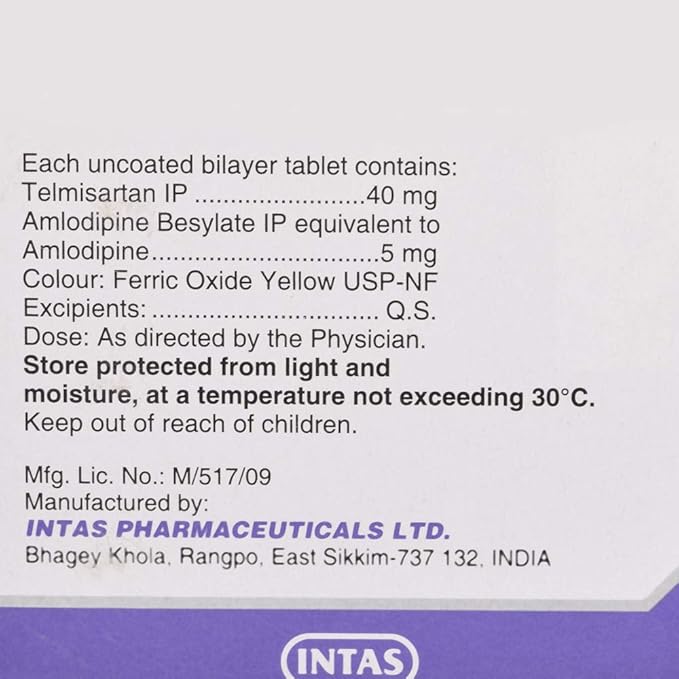 Each uncoated bilayer tablet contains:
Telmisartan IP ........................40 mg
Amlodipine Besylate IP equivalent to
Amlodipine................................5 mg
Colour: Ferric Oxide Yellow USP-NF
Excipients:................................ Q.S.
Dose: As directed by the Physician.
Store protected from light and
moisture, at a temperature not exceeding 30°C.
Keep out of reach of children.
Mfg. Lic. No.: M/517/09
Manufactured by:
INTAS PHARMACEUTICALS LTD.
Bhagey Khola, Rangpo, East Sikkim-737 132, INDIA
INTAS